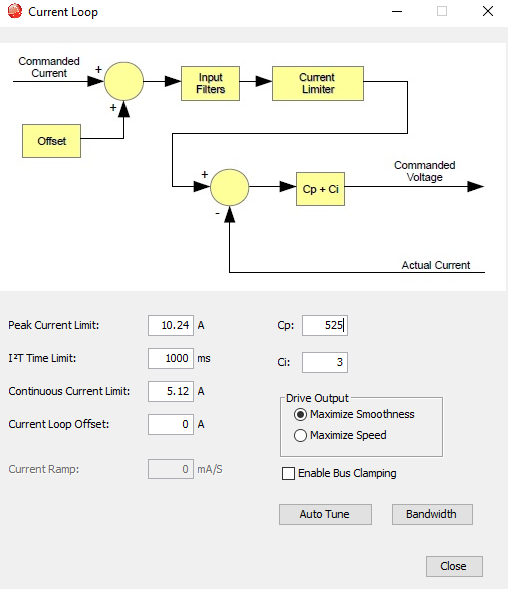 Current Loop
Commanded
Current
+
+
Input
Filters
Current
Limiter
Offset
+
-
Cp + Ci
Commanded
Voltage
Actual Current
Peak Current Limit: 10.24 A
I²T Time Limit: 1000 ms
Continuous Current Limit: 5.12 A
Current Loop Offset: 0 A
Current Ramp: 0 mA/S
Cp: 525
Ci: 3
Drive Output
Maximize Smoothness
Maximize Speed
Enable Bus Clamping
Auto Tune
Bandwidth
Close